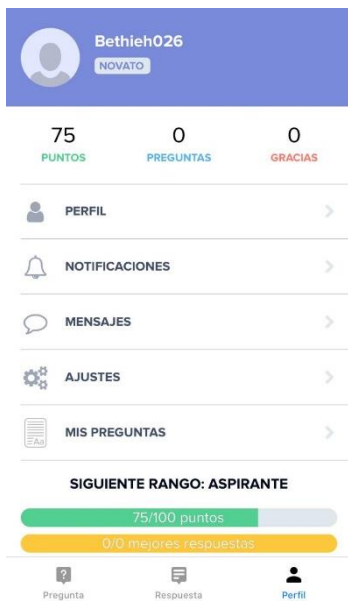 Bethieh026
NOVATO
75 0 0
PUNTOS PREGUNTAS GRACIAS
PERFIL
NOTIFICACIONES
MENSAJES
AJUSTES
Aa
MIS PREGUNTAS
SIGUIENTE RANGO: ASPIRANTE
75/100 puntos
0/0 mejores respuestas
?
Pregunta Respuesta Perfil